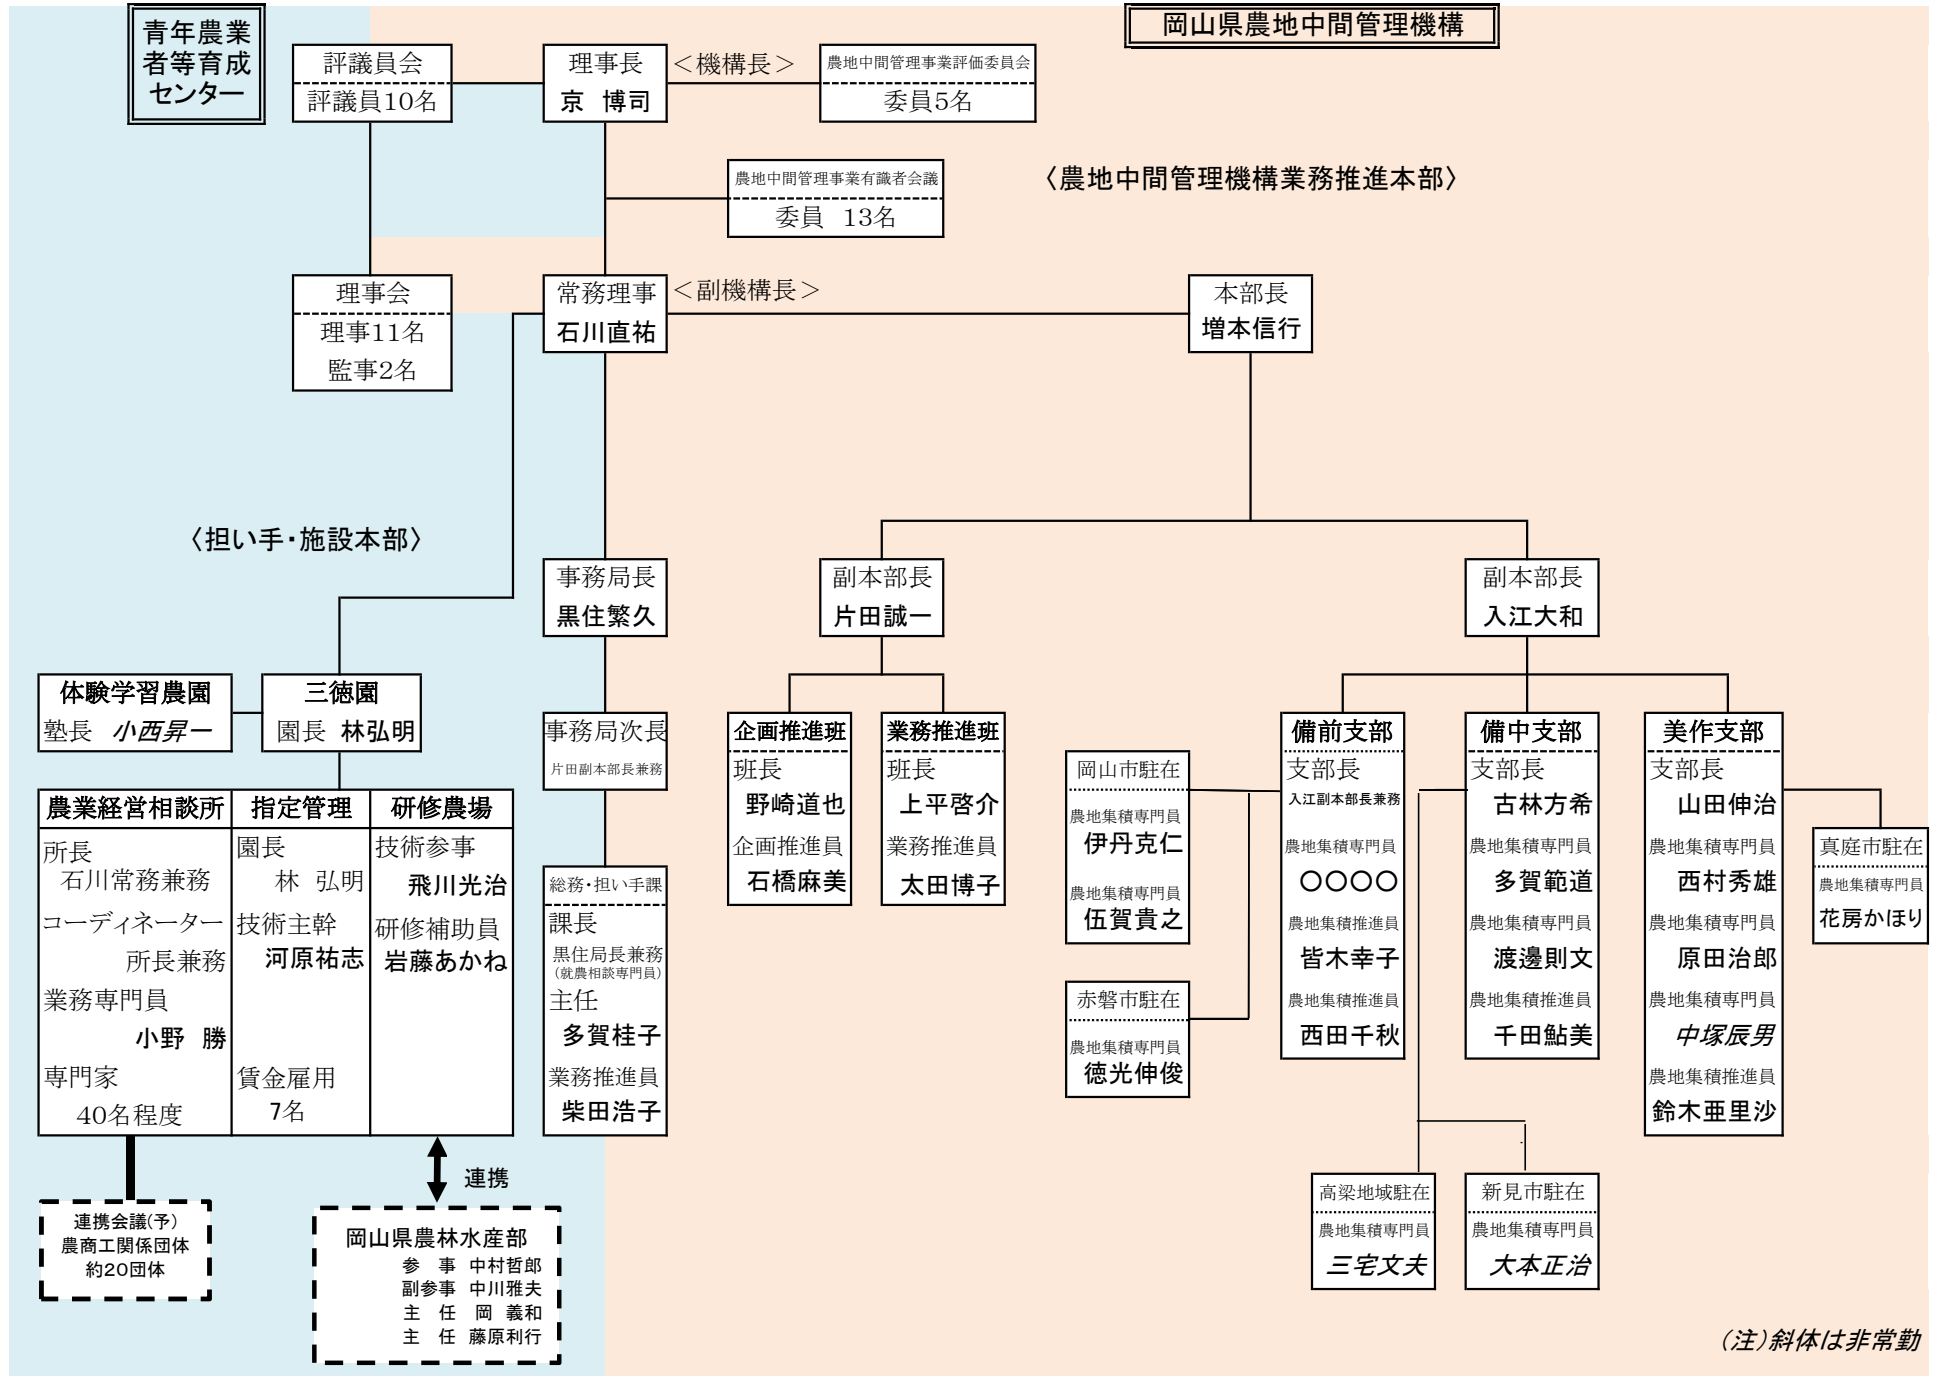 青年農業
者等育成
センター
岡山県農地中間管理機構
評議員会
評議員10名
理事長
京　博司
＜機構長＞
農地中間管理事業評価委員会
委員5名
農地中間管理事業有識者会議
委員　13名
〈農地中間管理機構業務推進本部〉
理事会
理事11名
監事2名
常務理事
石川直祐
＜副機構長＞
本部長
増本信行
〈担い手・施設本部〉
事務局長
黒住繁久
副本部長
片田誠一
副本部長
入江大和
体験学習農園
塾長　小西昇一
三徳園
園長　林弘明
事務局次長
片田副本部長兼務
農業経営相談所
所長
石川常務兼務
コーディネーター
所長兼務
業務専門員
小野　勝
専門家
40名程度
指定管理
園長
林　弘明
技術主幹
河原祐志
賃金雇用
7名
研修農場
技術参事
飛川光治
研修補助員
岩藤あかね
総務・担い手課
課長
黒住局長兼務
(就農相談専門員)
主任
多賀桂子
業務推進員
柴田浩子
企画推進班
班長
野崎道也
企画推進員
石橋麻美
業務推進班
班長
上平啓介
業務推進員
太田博子
岡山市駐在
農地集積専門員
伊丹克仁
農地集積専門員
伍賀貴之
赤磐市駐在
農地集積専門員
徳光伸俊
備前支部
支部長
入江副本部長兼務
農地集積専門員
○○○○
農地集積推進員
皆木幸子
農地集積推進員
西田千秋
備中支部
支部長
古林方希
農地集積専門員
多賀範道
農地集積専門員
渡邊則文
農地集積推進員
千田鮎美
美作支部
支部長
山田伸治
農地集積専門員
西村秀雄
農地集積専門員
原田治郎
農地集積専門員
中塚辰男
農地集積推進員
鈴木亜里沙
真庭市駐在
農地集積専門員
花房かほり
高梁地域駐在
農地集積専門員
三宅文夫
新見市駐在
農地集積専門員
大本正治
連携会議(予)
農商工関係団体
約20団体
連携
岡山県農林水産部
参　事　中村哲郎
副参事　中川雅夫
主　任　岡　義和
主　任　藤原利行
(注)斜体は非常勤